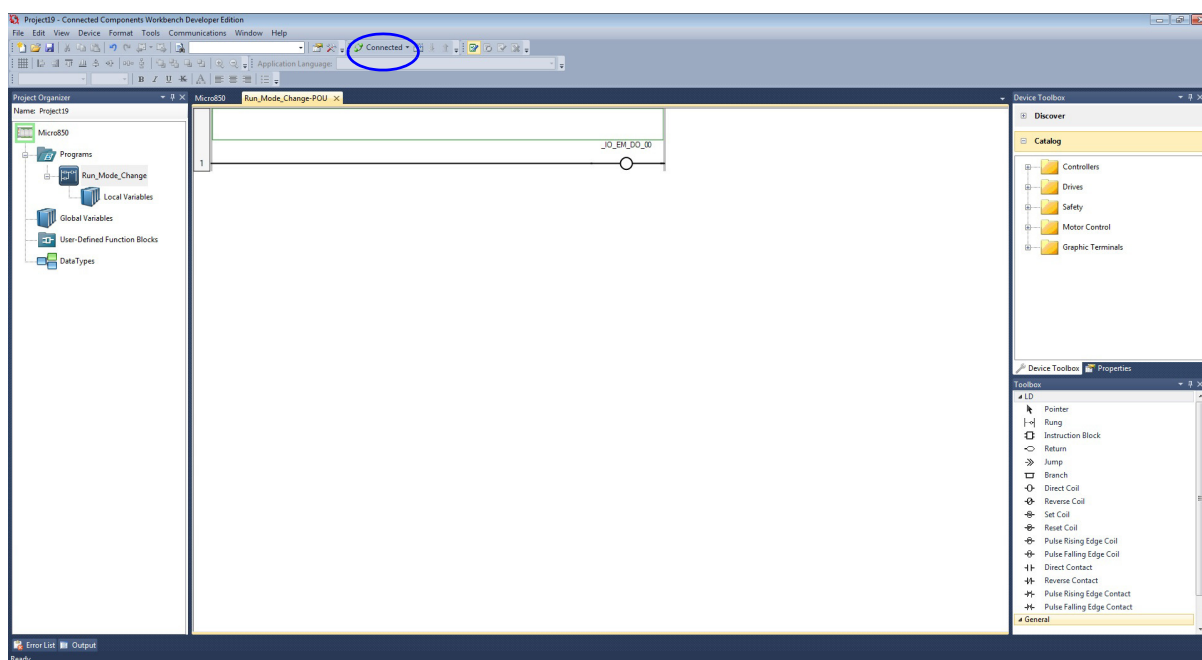 Project19 - Connected Components Workbench Developer Edition
File Edit View Device Format Tools Communications Window Help
Connected
Application Language:
B I U
A
Project Organizer
Name: Project19
Micro850
Programs
Run_Mode_Change
Local Variables
Global Variables
User-Defined Function Blocks
DataTypes
Micro850 Run_Mode_Change-POU
_IO_EM_DO_00
1
Device Toolbox
Discover
Catalog
Controllers
Drives
Safety
Motor Control
Graphic Terminals
Device Toolbox Properties
Toolbox
LD
Pointer
Rung
Instruction Block
Return
Jump
Branch
Direct Coil
Reverse Coil
Set Coil
Reset Coil
Pulse Rising Edge Coil
Pulse Falling Edge Coil
Direct Contact
Reverse Contact
Pulse Rising Edge Contact
Pulse Falling Edge Contact
General
Error List Output
Ready